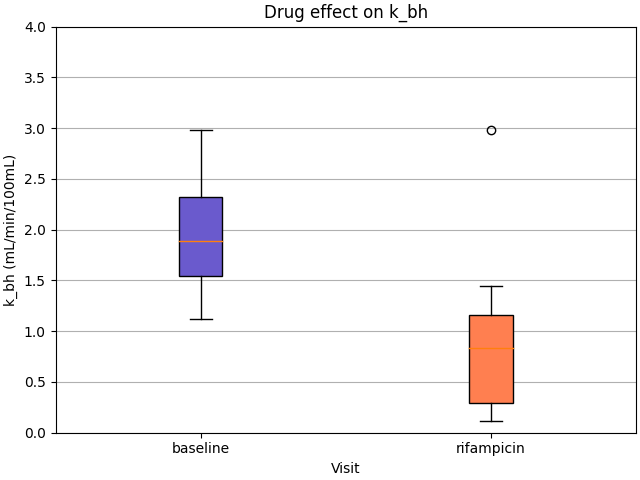 Drug effect on k_bh
k_bh (mL/min/100mL)
4.0
3.5
3.0
2.5
2.0
1.5
1.0
0.5
0.0
baseline
rifampicin
Visit